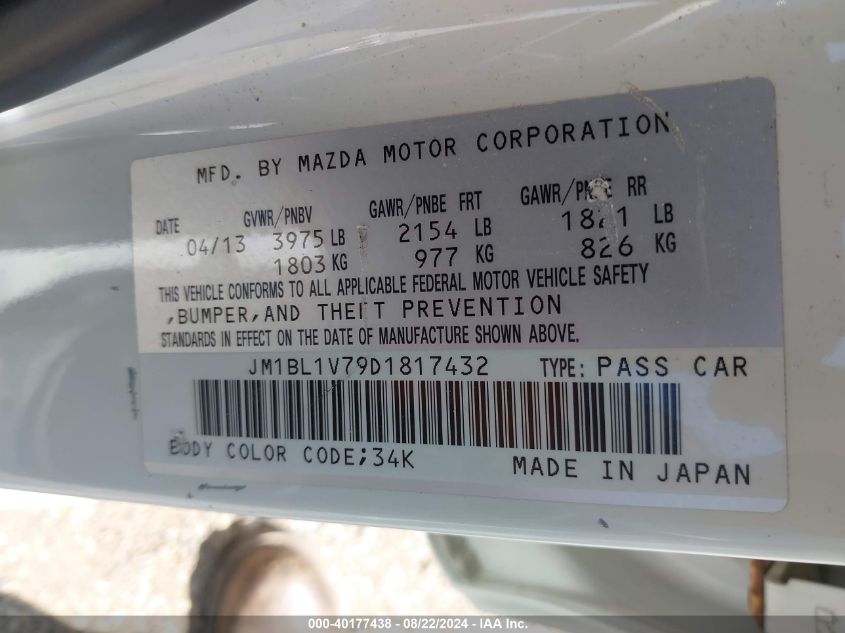 MFD. BY MAZDA MOTOR CORPORATION
DATE GVWR/PNBV GAWR/PNBE FRT GAWR/PNBE RR
04/13 3975 LB 2154 LB 1821 LB
1803 KG 977 KG 826 KG
THIS VEHICLE CONFORMS TO ALL APPLICABLE FEDERAL MOTOR VEHICLE SAFETY
,BUMPER,AND THEFT PREVENTION
STANDARDS IN EFFECT ON THE DATE OF MANUFACTURE SHOWN ABOVE.
JM1BL1V79D1817432 TYPE: PASS CAR
BODY COLOR CODE;34K MADE IN JAPAN
000-40177438 - 08/22/2024 - IAA Inc.